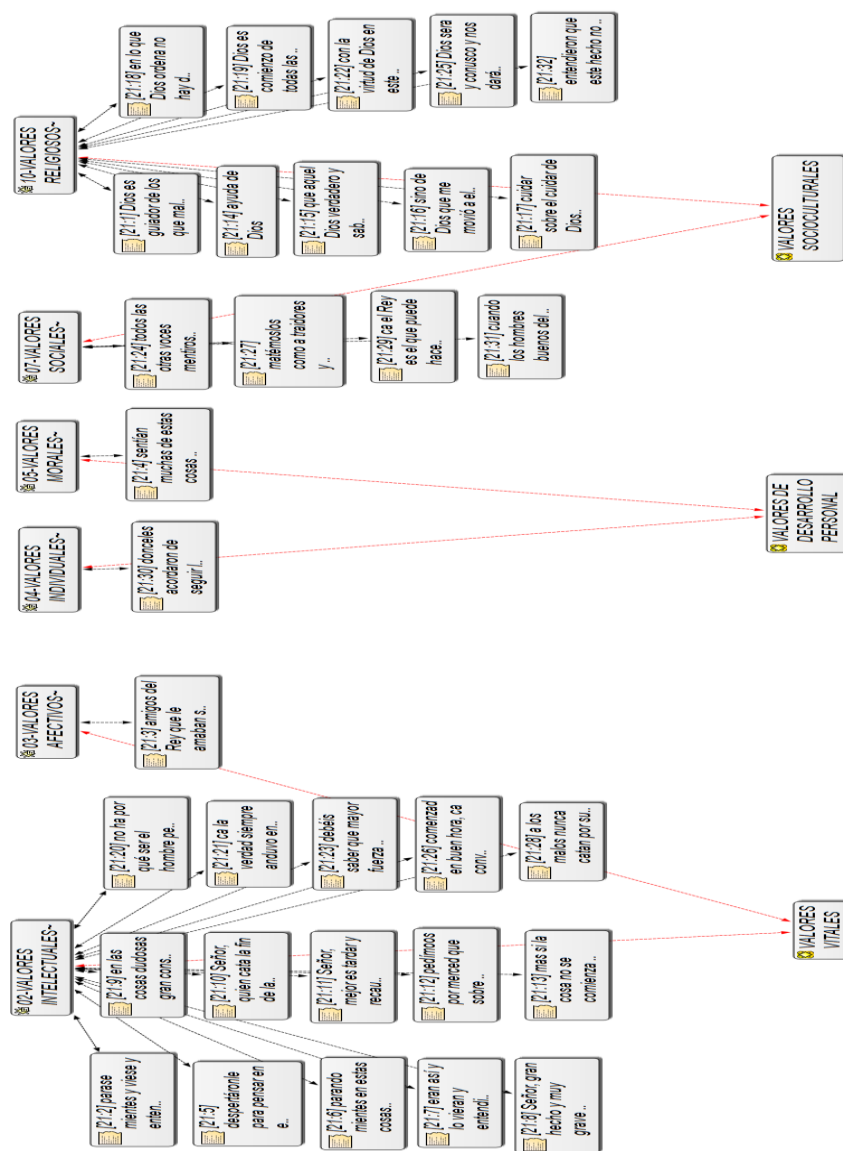 02-VALORES
INTELECTUALES~
03-VALORES
AFECTIVOS~
04-VALORES
INDIVIDUALES~
05-VALORES
MORALES~
07-VALORES
SOCIALES~
10-VALORES
RELIGIOSOS~
[21:2] parase
mientes y viese y
enten..
[21:5]
despertáronle
para pensar en
e..
[21:6] parando
mientes en estas
cosas..
[21:7] eran así y
lo vieran y
entendi..
[21:8] Señor, gran
hecho y muy
grave ..
[21:9] en las
cosas dudosas
gran cons..
[21:10] Señor,
quien cata la fin
de la..
[21:11] Señor,
mejor es tardar y
recau..
[21:12] pedímoos
por merced que
sobre ..
[21:13] mas si la
cosa no se
comienza ..
[21:20] no ha por
qué ser el
hombre pe..
[21:21] ca la
verdad siempre
anduvo en..
[21:23] debéis
saber que mayor
fuerza ..
[21:26] comenzad
en buen hora, ca
conv..
[21:28] a los
malos nunca
catan por su..
[21:3] amigos del
Rey que le
amaban s..
[21:30] donceles
acordaron de
seguir l..
[21:4] sentían
muchas de estas
cosas ..
[21:24] todos las
otras voces
mentiros..
[21:27]
matémoslos
como a traidores
y ..
[21:29] ca el Rey
es el que puede
hace..
[21:31] cuando
los hombres
buenos del..
[21:1] Dios es
guiador de los
que mal..
[21:14] ayuda de
Dios
[21:15] que aquel
Dios verdadero y
sab..
[21:16] sino de
Dios que me
movió a el..
[21:17] cuidar
sobre el cuidar de
Dios..
[21:18] en lo que
Dios ordena no
hay d..
[21:19] Dios es
comienzo de
todas las ..
[21:22] con la
virtud de Dios en
este ..
[21:25] Dios sera
y conusco y nos
dará..
[21:32]
entendieron que
este hecho no ..
VALORES
VITALES
VALORES DE
DESARROLLO
PERSONAL
VALORES
SOCIOCULTURALES